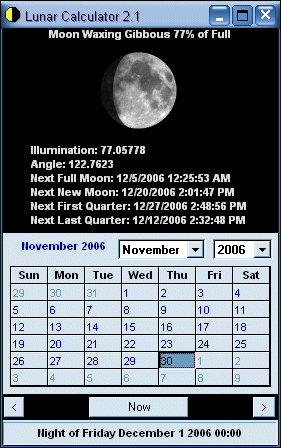 Lunar Calculator 2.1
Moon Waxing Gibbous 77% of Full
Illumination: 77.05778
Angle: 122.7623
Next Full Moon: 12/5/2006 12:25:53 AM
Next New Moon: 12/20/2006 2:01:47 PM
Next First Quarter: 12/27/2006 2:48:56 PM
Next Last Quarter: 12/12/2006 2:32:48 PM
November 2006 November 2006
Sun Mon Tue Wed Thu Fri Sat
29 30 31 1 2 3 4
5 6 7 8 9 10 11
12 13 14 15 16 17 18
19 20 21 22 23 24 25
26 27 28 29 30 1 2
3 4 5 6 7 8 9
< Now >
Night of Friday December 1 2006 00:00